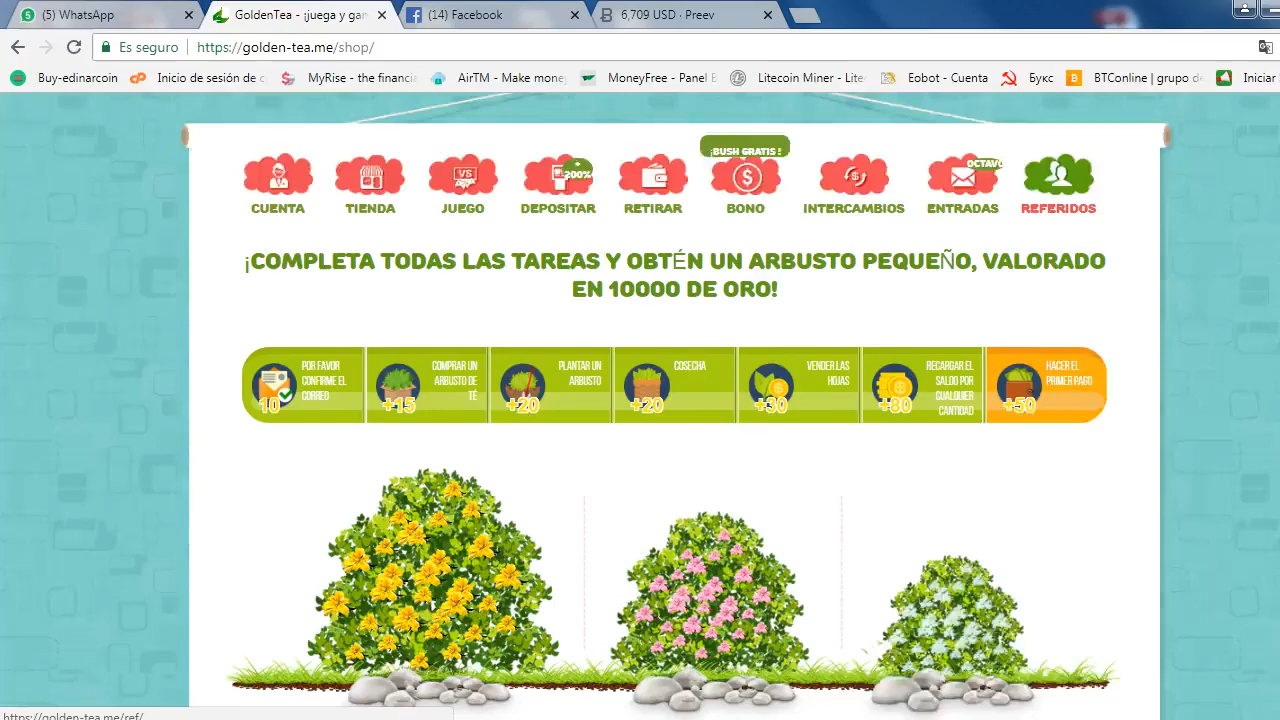 (5) WhatsApp
GoldenTea - ¡juega y gan
(14) Facebook
6,709 USD · Preev
Es seguro
https://golden-tea.me/shop/
Buy-edinarcoin
Inicio de sesión de c
MyRise - the financia
AirTM - Make mone
MoneyFree - Panel B
Litecoin Miner - Lite
Eobot - Cuenta
Букс
BTConline | grupo d
Iniciar
¡BUSH GRATIS !
200%
OCTAVO
CUENTA
TIENDA
JUEGO
DEPOSITAR
RETIRAR
BONO
INTERCAMBIOS
ENTRADAS
REFERIDOS
VS
¡COMPLETA TODAS LAS TAREAS Y OBTÉN UN ARBUSTO PEQUEÑO, VALORADO
EN 10000 DE ORO!
POR FAVOR
CONFIRME EL
CORREO
10
COMPRAR UN
ARBUSTO DE
TÉ
+15
PLANTAR UN
ARBUSTO
+20
COSECHA
+20
VENDER LAS
HOJAS
+30
RECARGAR EL
SALDO POR
CUALQUIER
CANTIDAD
+80
HACER EL
PRIMER PAGO
+50
https://golden-tea.me/ref/